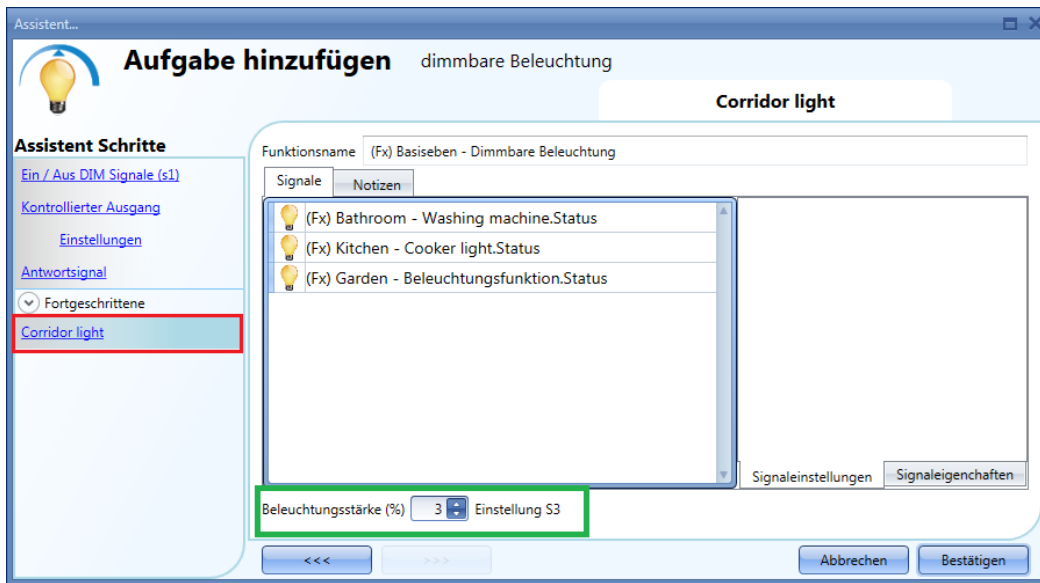 Assistent...
Aufgabe hinzufügen dimmbare Beleuchtung
Corridor light
Assistent Schritte
Ein / Aus DIM Signale (s1)
Kontrollierter Ausgang
Einstellungen
Antwortsignal
Fortgeschrittene
Corridor light
Funktionsname (Fx) Basiseben - Dimmbare Beleuchtung
Signale Notizen
(Fx) Bathroom - Washing machine.Status
(Fx) Kitchen - Cooker light.Status
(Fx) Garden - Beleuchtungsfunktion.Status
Signaleinstellungen Signaleigenchaften
Beleuchtungsstärke (%) 3 Einstellung S3
<<< >>> Abbrechen Bestätigen